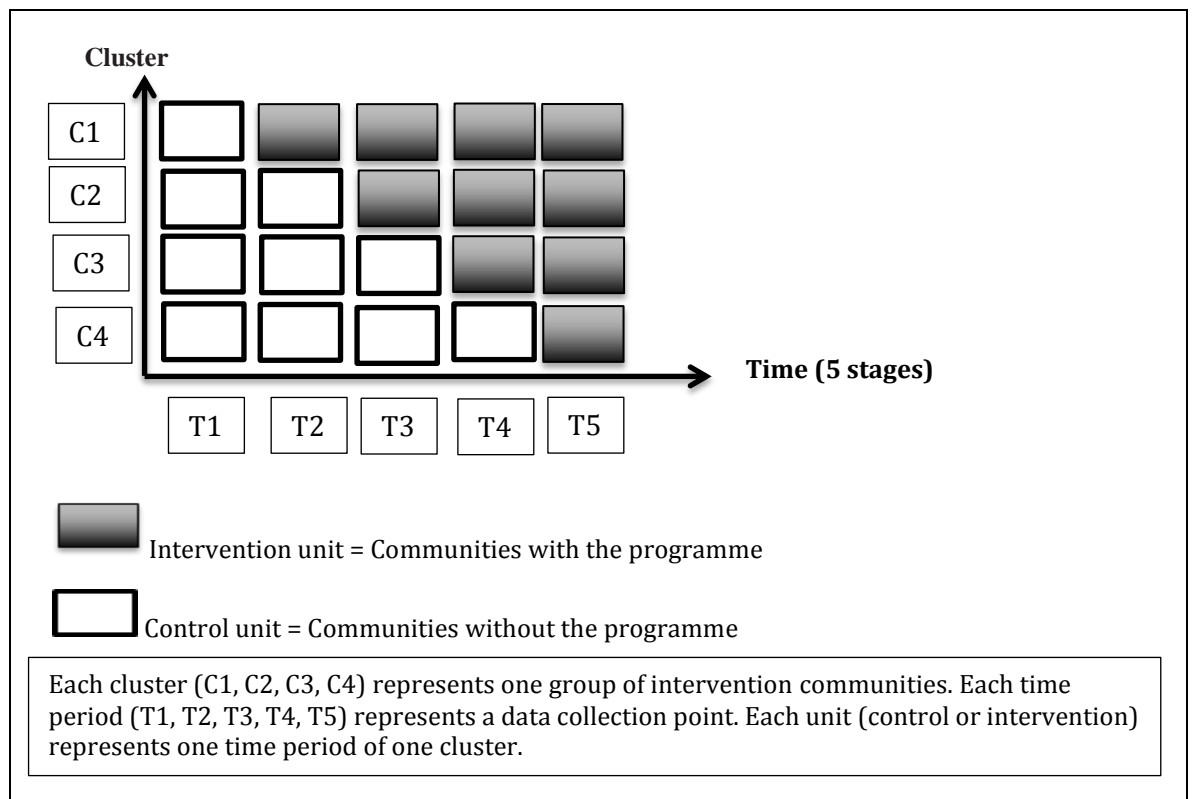 Cluster
C1
C2
C3
C4
Time (5 stages)
T1 T2 T3 T4 T5
Intervention unit = Communities with the programme
Control unit = Communities without the programme
Each cluster (C1, C2, C3, C4) represents one group of intervention communities. Each time
period (T1, T2, T3, T4, T5) represents a data collection point. Each unit (control or intervention)
represents one time period of one cluster.